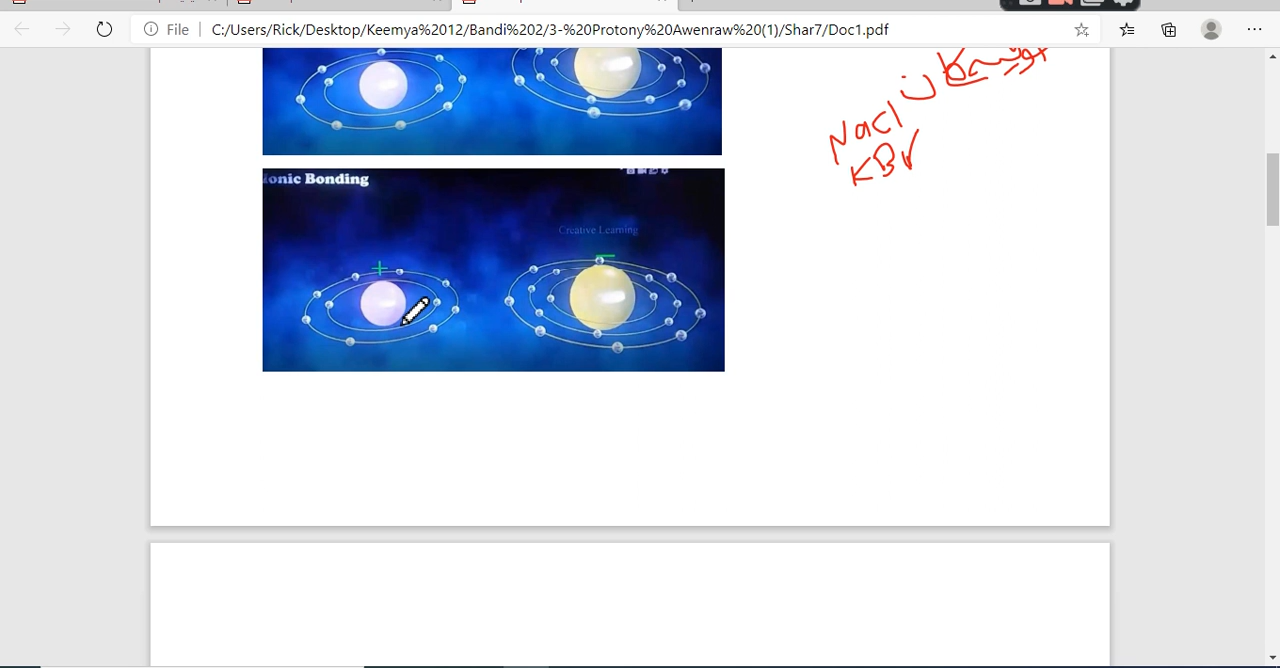 File C:/Users/Rick/Desktop/Keemya%2012/Bandi%202/3-%20Protony%20Awenraw%20(1)/Shar7/Doc1.pdf
NaCl
KBr
Ionic Bonding
Creative Learning
+
−